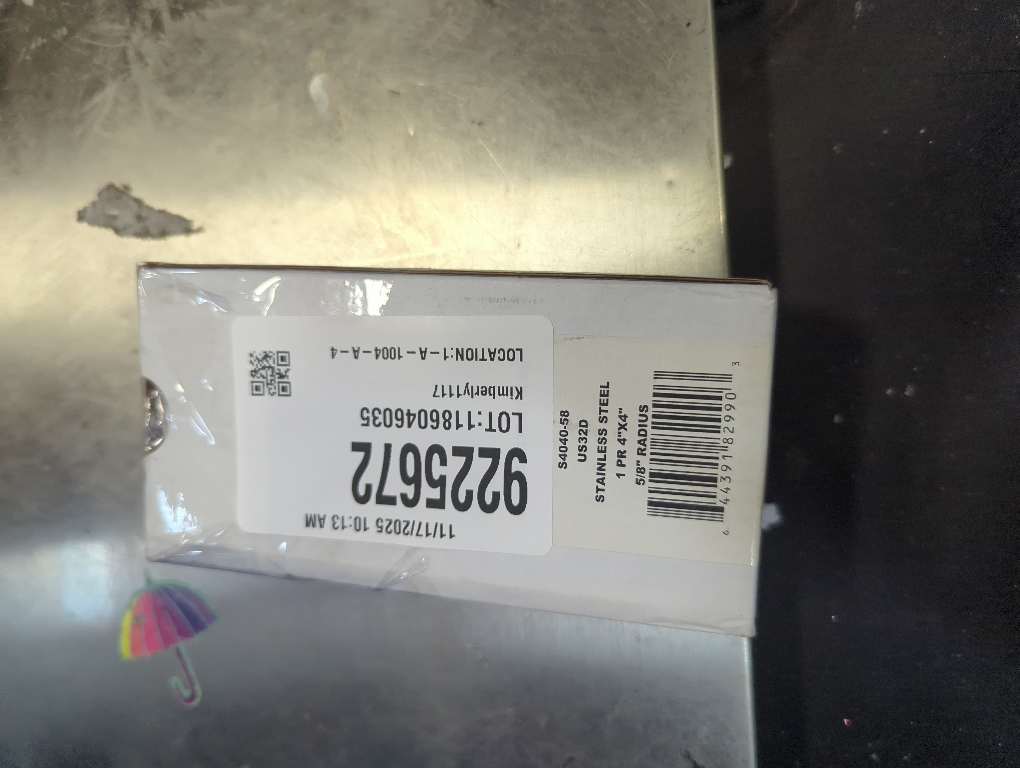 11/17/2025 10:13 AM
9225672
LOT:1186046035
Kimberly1117
LOCATION:1-A-1004-A-4
S4040-58
US32D
STAINLESS STEEL
1 PR 4"X4"
5/8" RADIUS
6 44391 82990 3